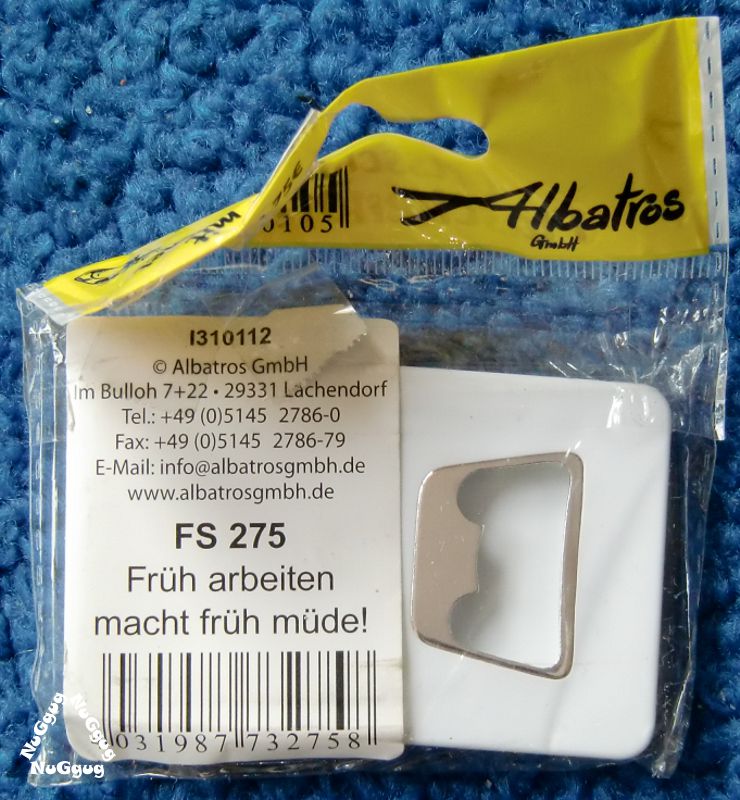 Albatros
GmbH
0105
I310112
© Albatros GmbH
Im Bulloh 7+22 • 29331 Lachendorf
Tel.: +49 (0)5145 2786-0
Fax: +49 (0)5145 2786-79
E-Mail: info@albatrosgmbh.de
www.albatrosgmbh.de
FS 275
Früh arbeiten
macht früh müde!
031987 732758
NuGgug
NuGgug
NuGgug